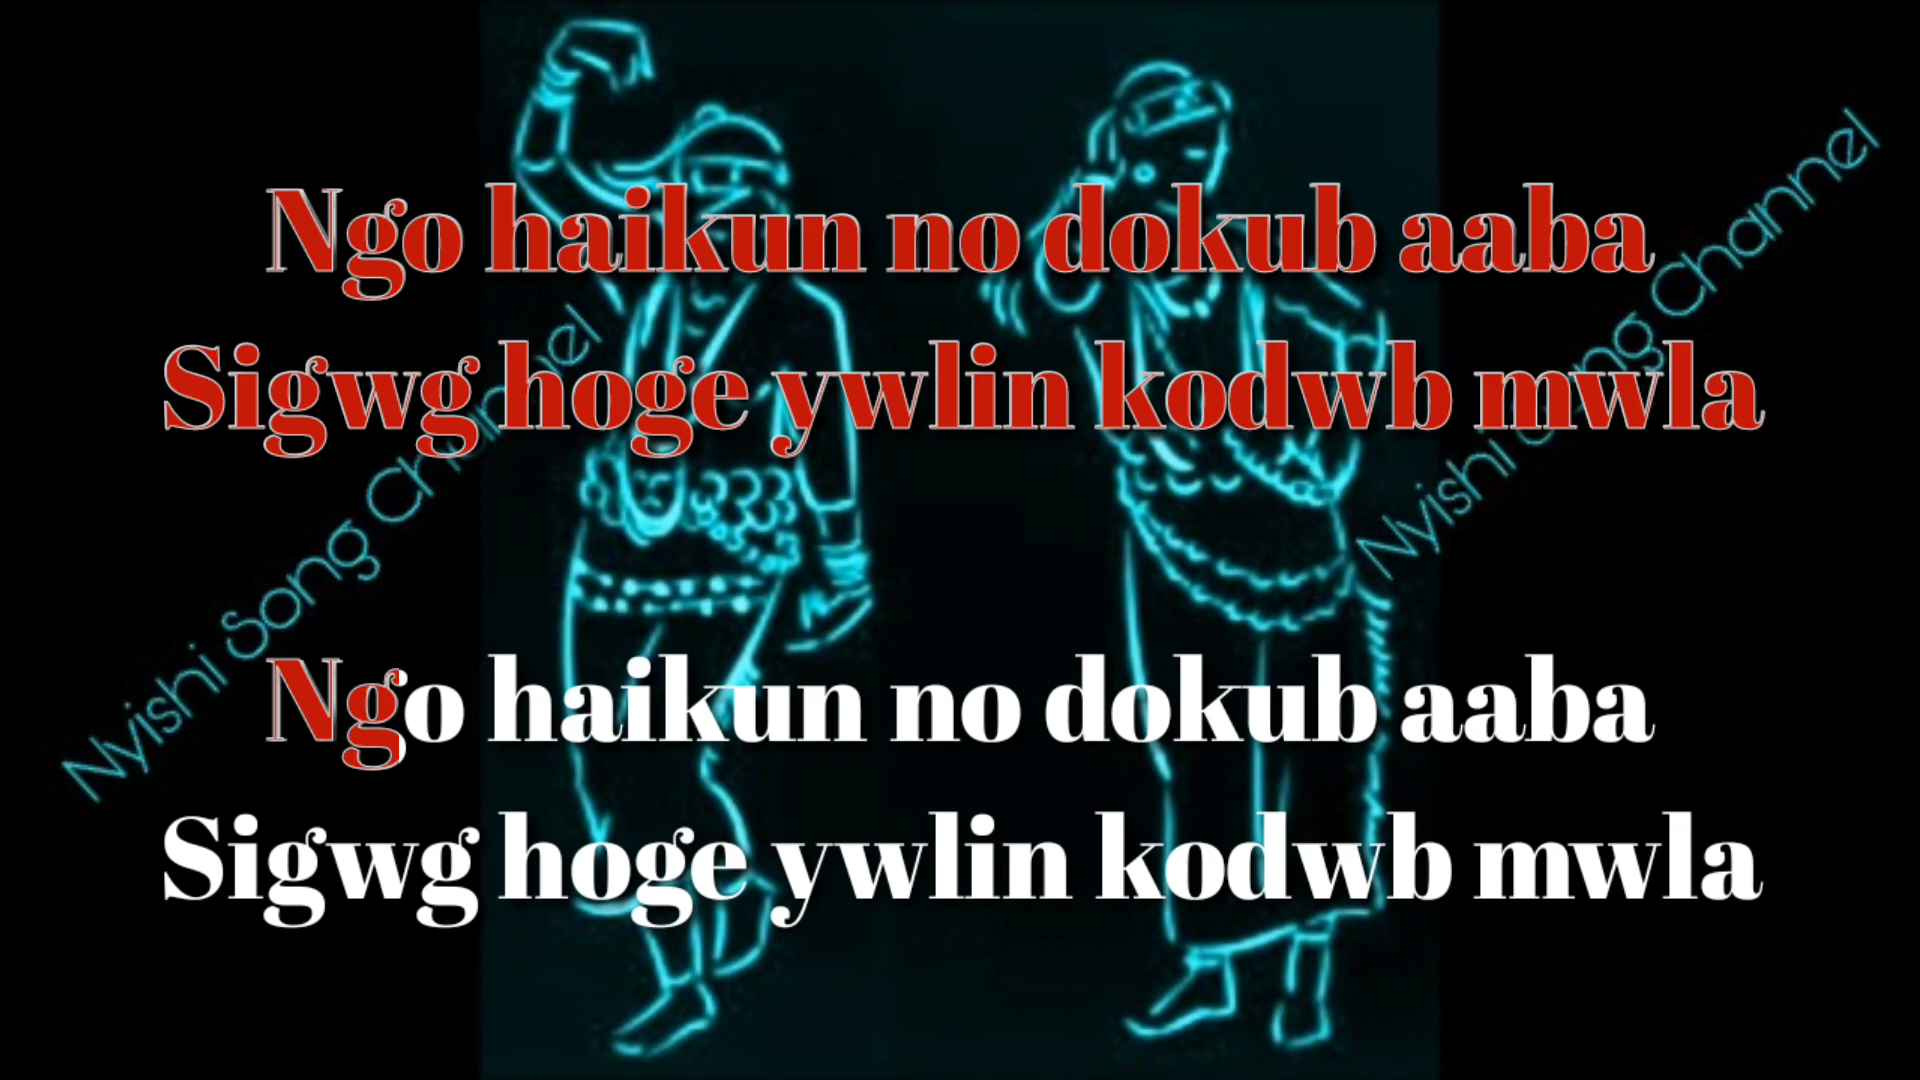 Ngo haikun no dokub aaba
Sigwg hoge ywlin kodwb mwla
Ngo haikun no dokub aaba
Sigwg hoge ywlin kodwb mwla
Nyishi Song Channel
Nyishi Song Channel